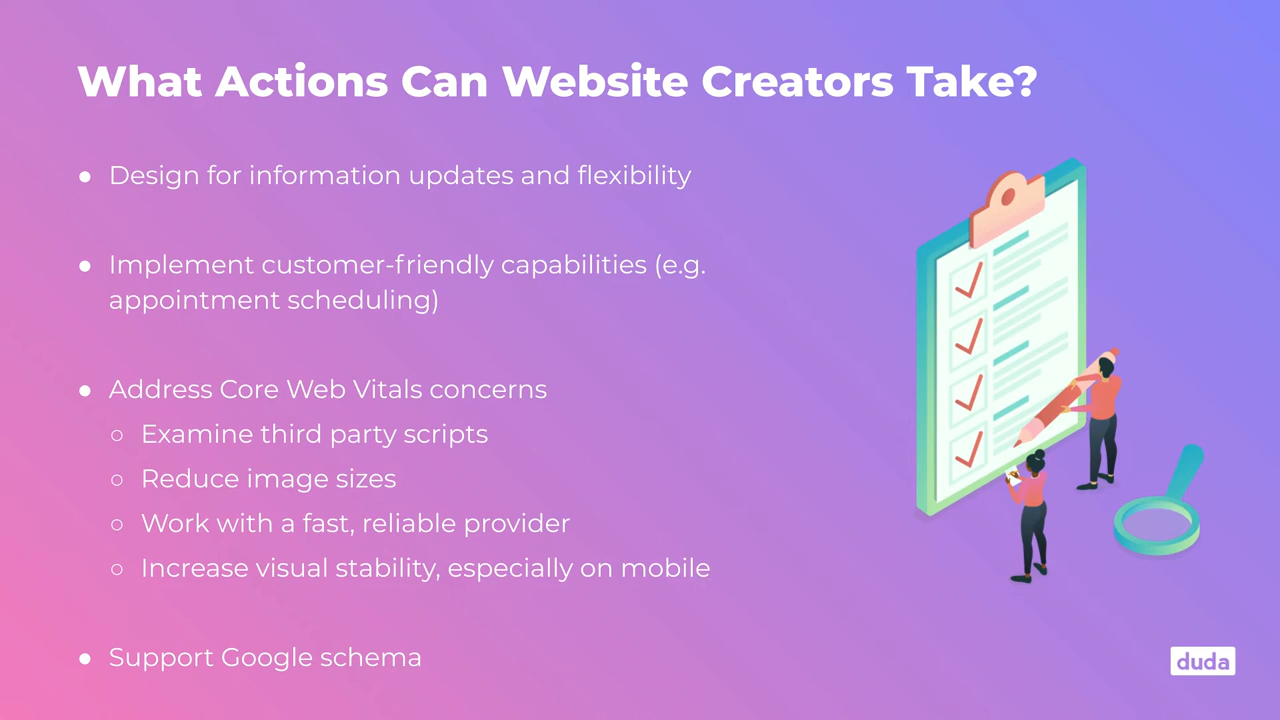 What Actions Can Website Creators Take?
● Design for information updates and flexibility
● Implement customer-friendly capabilities (e.g.
appointment scheduling)
● Address Core Web Vitals concerns
○ Examine third party scripts
○ Reduce image sizes
○ Work with a fast, reliable provider
○ Increase visual stability, especially on mobile
● Support Google schema
duda